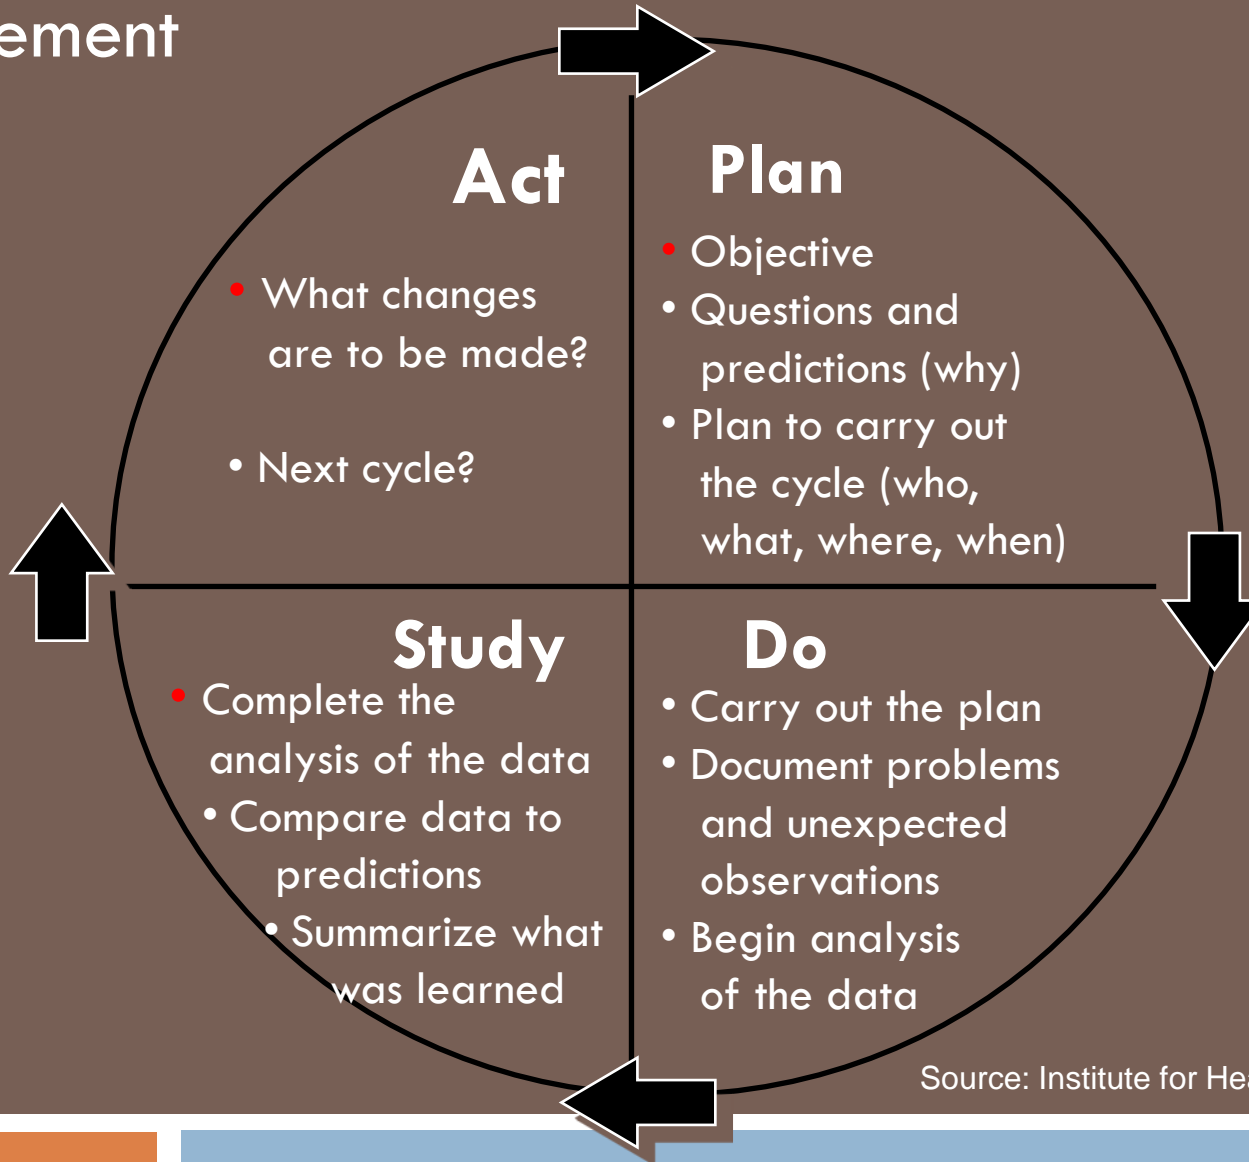 ement
Act
• What changes
are to be made?
• Next cycle?
Plan
• Objective
• Questions and
predictions (why)
• Plan to carry out
the cycle (who,
what, where, when)
Study
• Complete the
analysis of the data
• Compare data to
predictions
• Summarize what
was learned
Do
• Carry out the plan
• Document problems
and unexpected
observations
• Begin analysis
of the data
Source: Institute for Hea